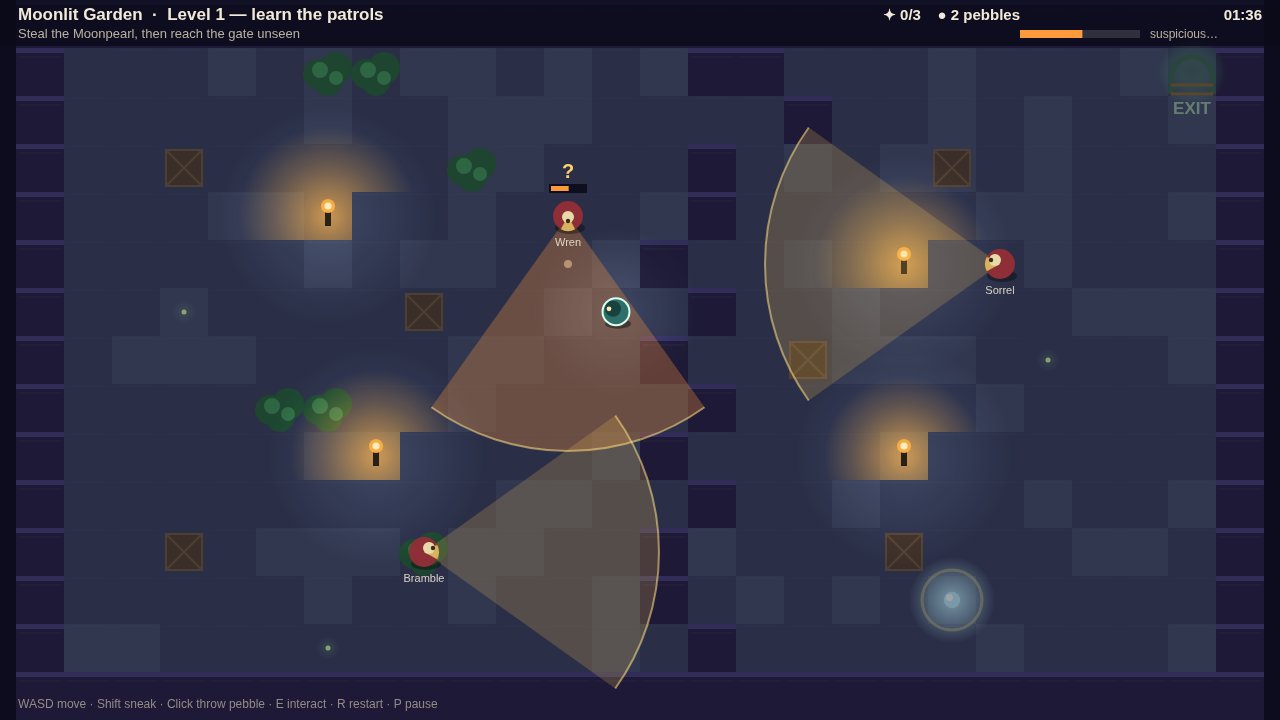 Moonlit Garden · Level 1 — learn the patrols
✦ 0/3 ● 2 pebbles 01:36
Steal the Moonpearl, then reach the gate unseen
suspicious…
EXIT
?
Wren
Sorrel
Bramble
WASD move · Shift sneak · Click throw pebble · E interact · R restart · P pause